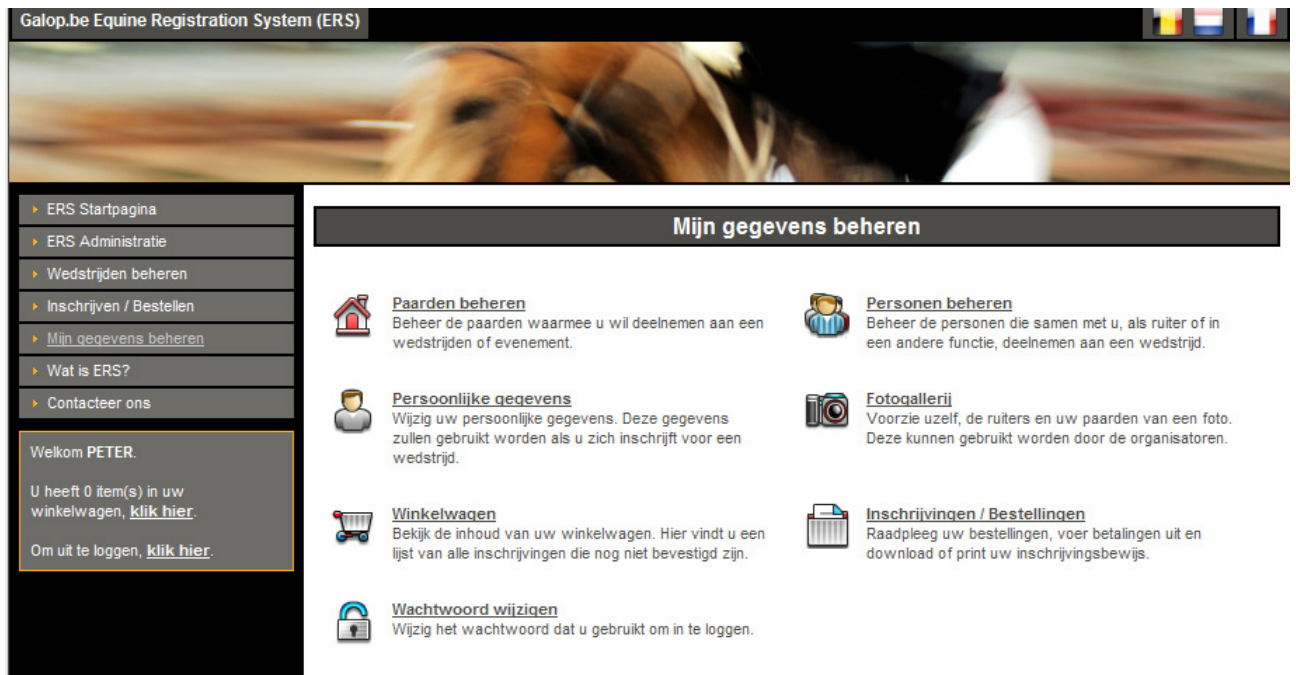 Galop.be Equine Registration System (ERS)
ERS Startpagina
ERS Administratie
Wedstrijden beheren
Inschrijven / Bestellen
Mijn gegevens beheren
Wat is ERS?
Contacteer ons
Welkom PETER.
U heeft 0 item(s) in uw
winkelwagen, klik hier.
Om uit te loggen, klik hier.
Mijn gegevens beheren
Paarden beheren
Beheer de paarden waarmee u wil deelnemen aan een
wedstrijden of evenement.
Personen beheren
Beheer de personen die samen met u, als ruiter of in
een andere functie, deelnemen aan een wedstrijd.
Persoonlijke gegevens
Wijzig uw persoonlijke gegevens. Deze gegevens
zullen gebruikt worden als u zich inschrijft voor een
wedstrijd.
Fotogallerij
Voorzie uzelf, de ruiters en uw paarden van een foto.
Deze kunnen gebruikt worden door de organisatoren.
Winkelwagen
Bekijk de inhoud van uw winkelwagen. Hier vindt u een
lijst van alle inschrijvingen die nog niet bevestigd zijn.
Inschrijvingen / Bestellingen
Raadpleeg uw bestellingen, voer betalingen uit en
download of print uw inschrijvingsbewijs.
Wachtwoord wijzigen
Wijzig het wachtwoord dat u gebruikt om in te loggen.